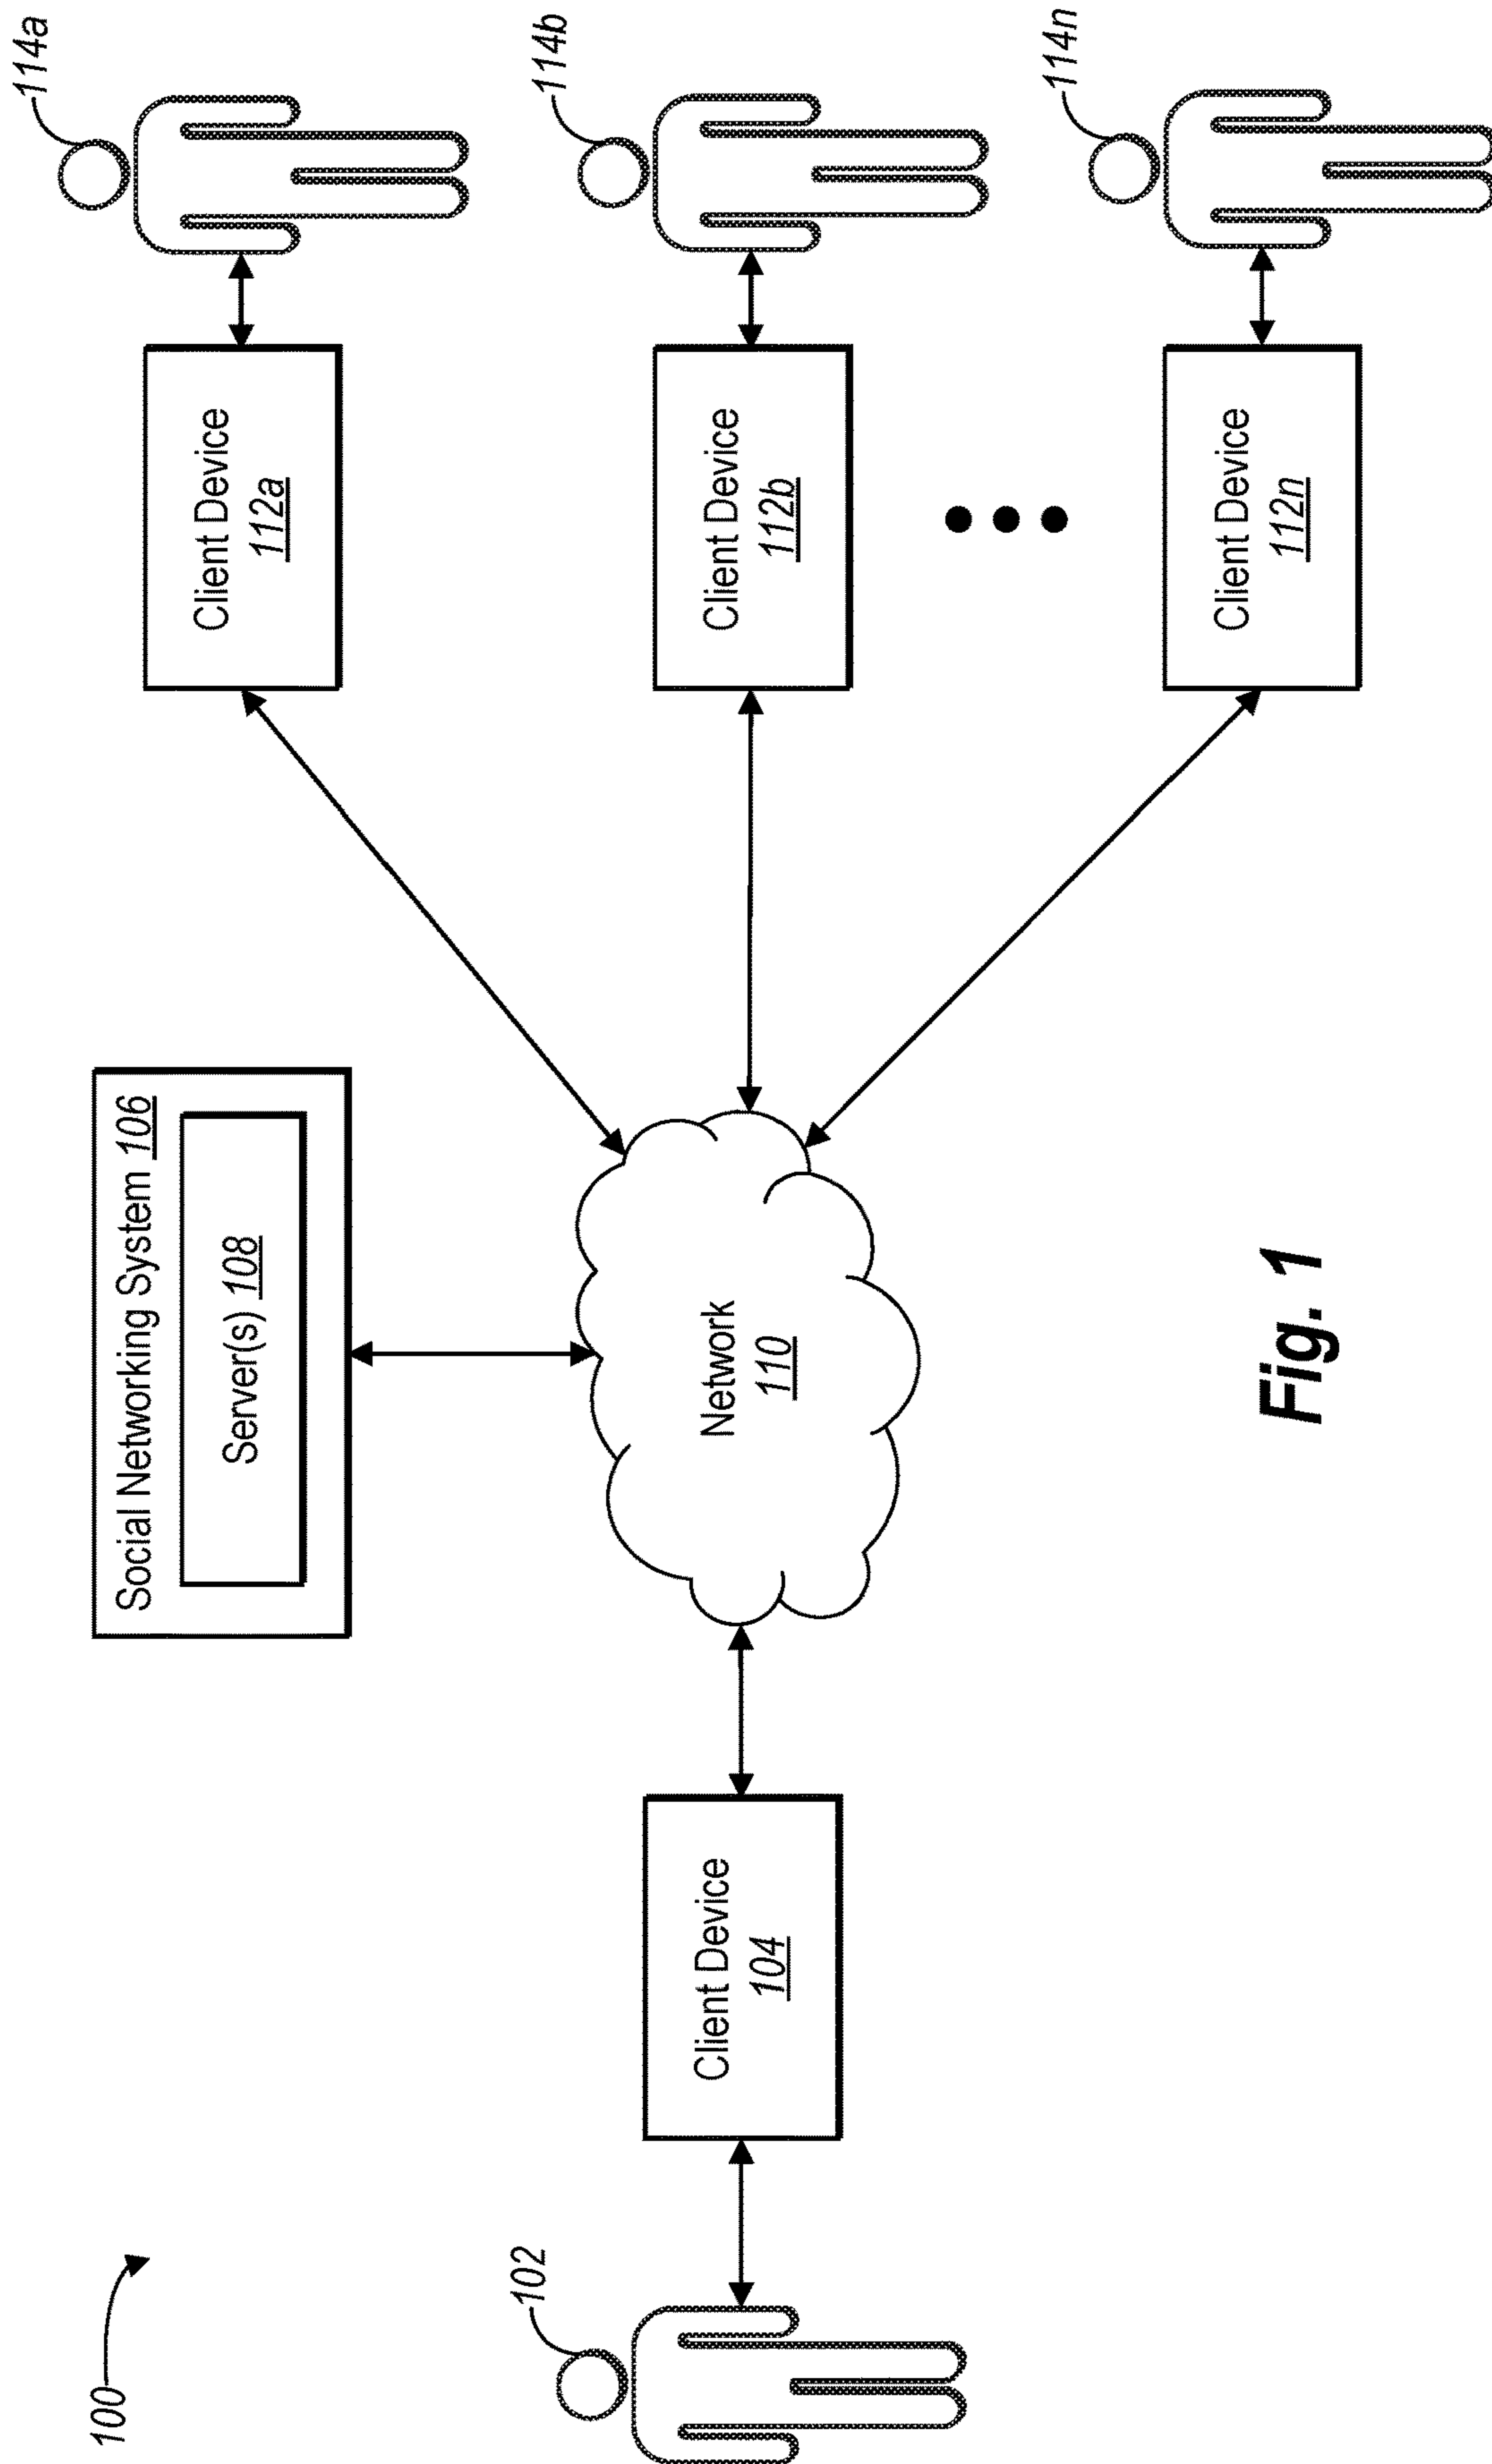 100
Social Networking System 106
Server(s) 108
114a
Client Device
112a
102
Client Device
104
Network
110
114b
Client Device
112b
114n
Client Device
112n
Fig. 1